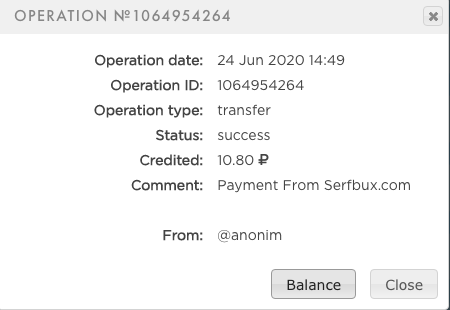 OPERATION №1064954264
Operation date: 24 Jun 2020 14:49
Operation ID: 1064954264
Operation type: transfer
Status: success
Credited: 10.80 ₽
Comment: Payment From Serfbux.com
From: @anonim
Balance Close